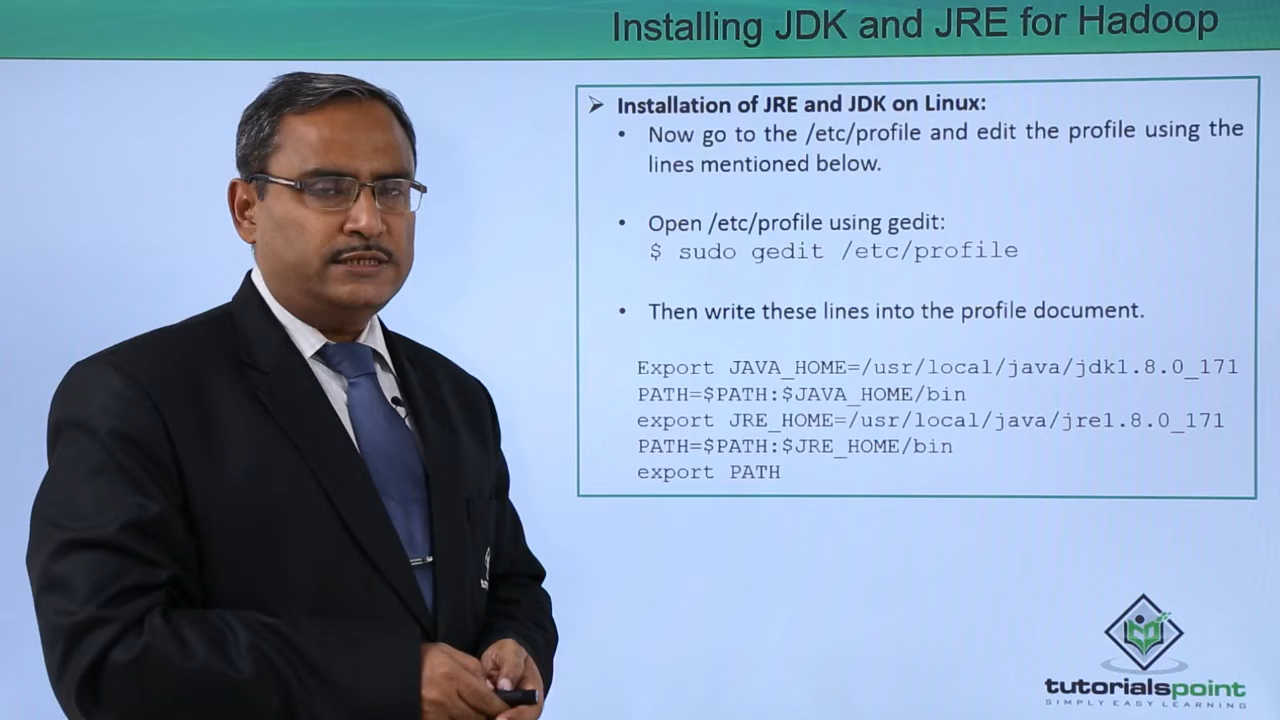 Installing JDK and JRE for Hadoop
➢ Installation of JRE and JDK on Linux:
• Now go to the /etc/profile and edit the profile using the
lines mentioned below.
• Open /etc/profile using gedit:
$ sudo gedit /etc/profile
• Then write these lines into the profile document.
Export JAVA_HOME=/usr/local/java/jdk1.8.0_171
PATH=$PATH:$JAVA_HOME/bin
export JRE_HOME=/usr/local/java/jre1.8.0_171
PATH=$PATH:$JRE_HOME/bin
export PATH
tutorialspoint
SIMPLY EASY LEARNING